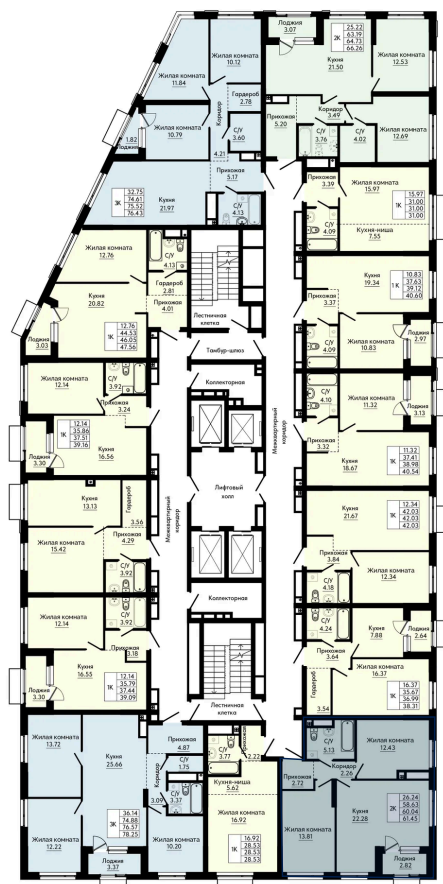 Лоджия
3.07
2К
25.22
63.19
64.73
66.26
Жилая комната
10.12
Жилая комната
11.84
Кухня
21.50
Жилая комната
12.53
Гардероб
2.78
Коридор
4.21
Жилая комната
10.79
1.82
Лоджия
С/У
3.60
Прихожая
5.20
Коридор
3.49
С/У
3.76
С/У
4.02
Жилая комната
12.69
Прихожая
5.17
3К
32.75
74.61
75.52
76.43
Кухня
21.97
С/У
4.13
Прихожая
3.39
Жилая комната
15.97
1К
15.97
31.00
31.00
31.00
С/У
4.09
Кухня-ниша
7.55
Жилая комната
12.76
С/У
4.13
Гардероб
2.81
Прихожая
4.01
Кухня
20.82
1К
12.76
44.53
46.05
47.56
Лоджия
3.03
Лестничная
клетка
Тамбур-шлюз
Коллекторная
Кухня
19.34
1К
10.83
37.63
39.12
40.60
Прихожая
3.37
С/У
4.09
Жилая комната
10.83
Лоджия
2.97
Жилая комната
12.14
С/У
3.92
Прихожая
3.24
1К
12.14
35.86
37.51
39.16
Кухня
16.56
Лоджия
3.30
С/У
4.10
Жилая комната
11.32
Лоджия
3.13
Прихожая
3.32
Кухня
18.67
1К
11.32
37.41
38.98
40.54
Межквартирный
коридор
Лифтовый
холл
Межквартирный
коридор
Кухня
13.13
Гардероб
3.56
Прихожая
4.29
Жилая комната
15.42
С/У
3.92
Кухня
21.67
1К
12.34
42.03
42.03
42.03
Прихожая
3.84
С/У
4.18
Жилая комната
12.34
Коллекторная
Жилая комната
12.14
С/У
3.92
Прихожая
3.18
Кухня
16.55
1К
12.14
35.79
37.44
39.09
Лоджия
3.30
С/У
4.24
Кухня
7.88
Лоджия
2.64
Прихожая
3.64
Жилая комната
16.37
Гардероб
3.54
1К
16.37
35.67
36.99
38.31
Лестничная
клетка
Жилая комната
13.72
Кухня
25.66
Прихожая
4.87
С/У
1.75
Коридор
3.09
С/У
3.37
3К
36.14
74.88
76.57
78.25
Жилая комната
12.22
Лоджия
3.37
Жилая комната
10.20
С/У
3.77
Прихожая
2.22
Кухня-ниша
5.62
Жилая комната
16.92
1К
16.92
28.53
28.53
28.53
С/У
5.13
Жилая комната
12.43
Прихожая
2.72
Коридор
2.26
Кухня
22.28
2К
26.24
58.63
60.04
61.45
Жилая комната
13.81
Лоджия
2.82